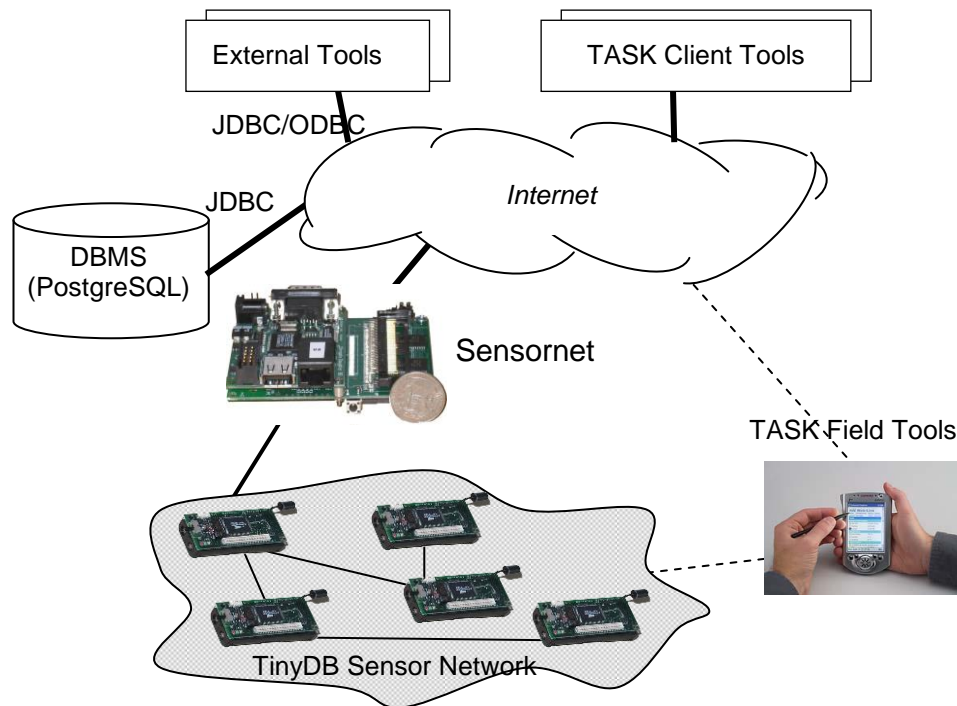 External Tools
TASK Client Tools
JDBC/ODBC
Internet
JDBC
DBMS
(PostgreSQL)
Sensornet
TASK Field Tools
TinyDB Sensor Network